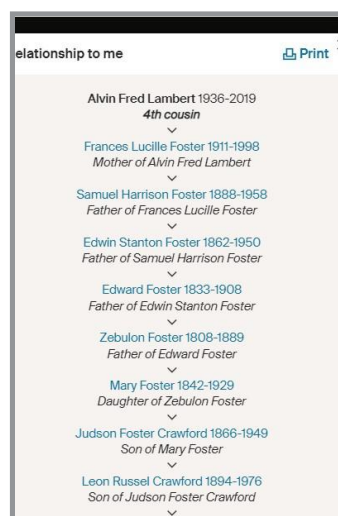 elationship to me
Print
Alvin Fred Lambert 1936-2019
4th cousin
Frances Lucille Foster 1911-1998
Mother of Alvin Fred Lambert
Samuel Harrison Foster 1888-1958
Father of Frances Lucille Foster
Edwin Stanton Foster 1862-1950
Father of Samuel Harrison Foster
Edward Foster 1833-1908
Father of Edwin Stanton Foster
Zebulon Foster 1808-1889
Father of Edward Foster
Mary Foster 1842-1929
Daughter of Zebulon Foster
Judson Foster Crawford 1866-1949
Son of Mary Foster
Leon Russel Crawford 1894-1976
Son of Judson Foster Crawford